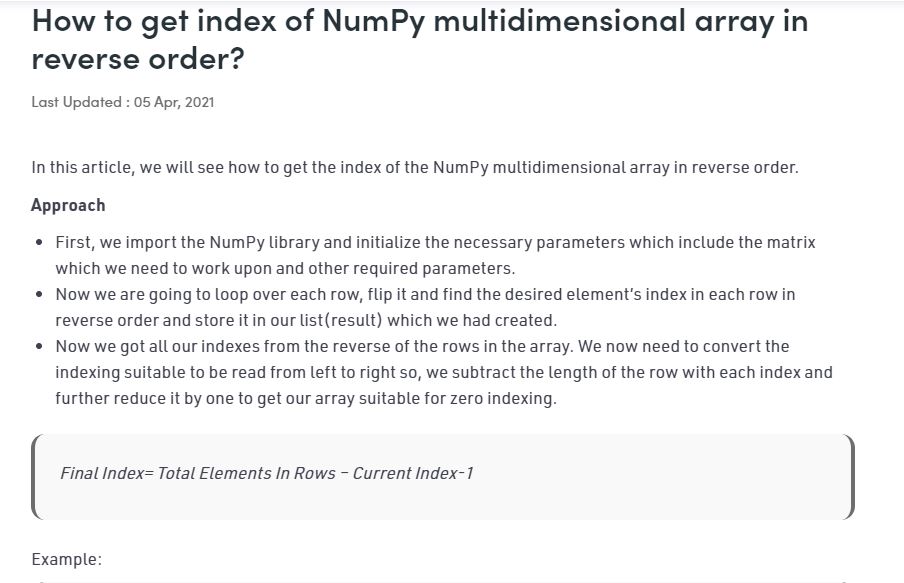 How to get index of NumPy multidimensional array in
reverse order?
Last Updated : 05 Apr, 2021
In this article, we will see how to get the index of the NumPy multidimensional array in reverse order.
Approach
• First, we import the NumPy library and initialize the necessary parameters which include the matrix
which we need to work upon and other required parameters.
• Now we are going to loop over each row, flip it and find the desired element's index in each row in
reverse order and store it in our list(result) which we had created.
• Now we got all our indexes from the reverse of the rows in the array. We now need to convert the
indexing suitable to be read from left to right so, we subtract the length of the row with each index and
further reduce it by one to get our array suitable for zero indexing.
Final Index= Total Elements In Rows – Current Index-1
Example: